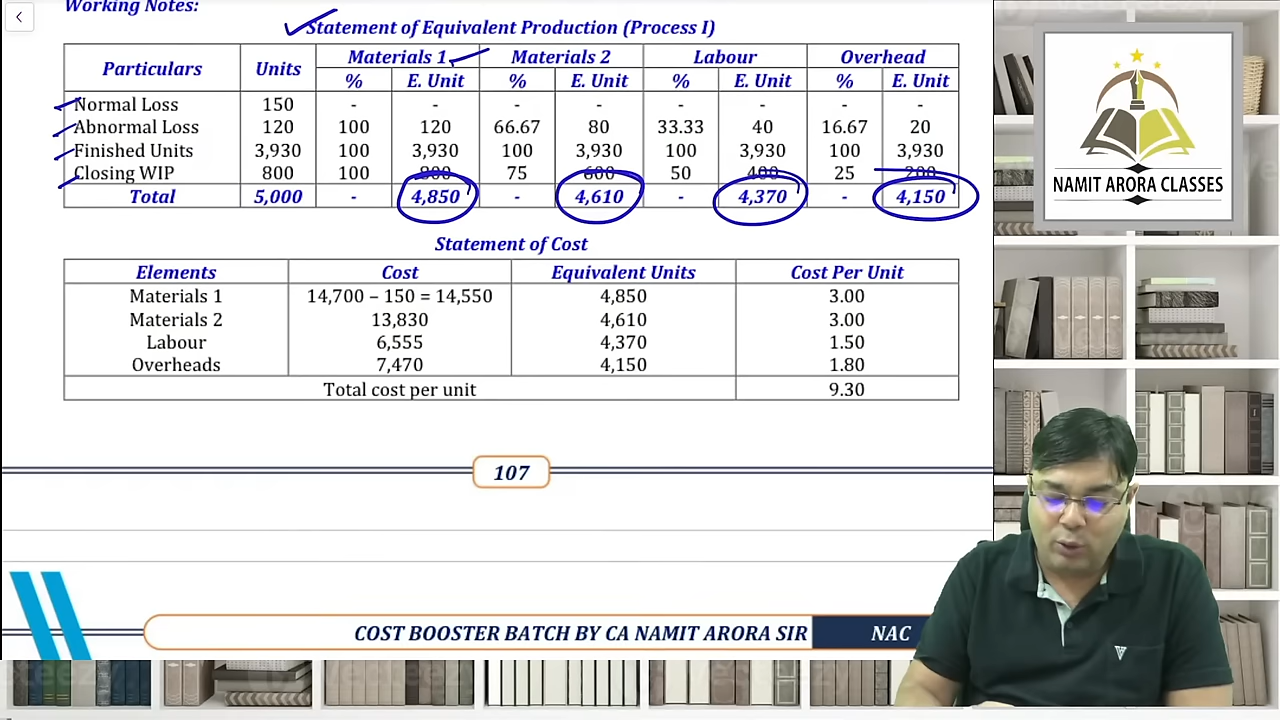 Working Notes:
Statement of Equivalent Production (Process I)
Particulars Units Materials 1 Materials 2 Labour Overhead
% E. Unit % E. Unit % E. Unit % E. Unit
Normal Loss 150 - - - - - - - -
Abnormal Loss 120 100 120 66.67 80 33.33 40 16.67 20
Finished Units 3,930 100 3,930 100 3,930 100 3,930 100 3,930
Closing WIP 800 100 800 75 600 50 400 25 200
Total 5,000 - 4,850 - 4,610 - 4,370 - 4,150
Statement of Cost
Elements Cost Equivalent Units Cost Per Unit
Materials 1 14,700 – 150 = 14,550 4,850 3.00
Materials 2 13,830 4,610 3.00
Labour 6,555 4,370 1.50
Overheads 7,470 4,150 1.80
Total cost per unit 9.30
107
COST BOOSTER BATCH BY CA NAMIT ARORA SIR NAC
NAMIT ARORA CLASSES